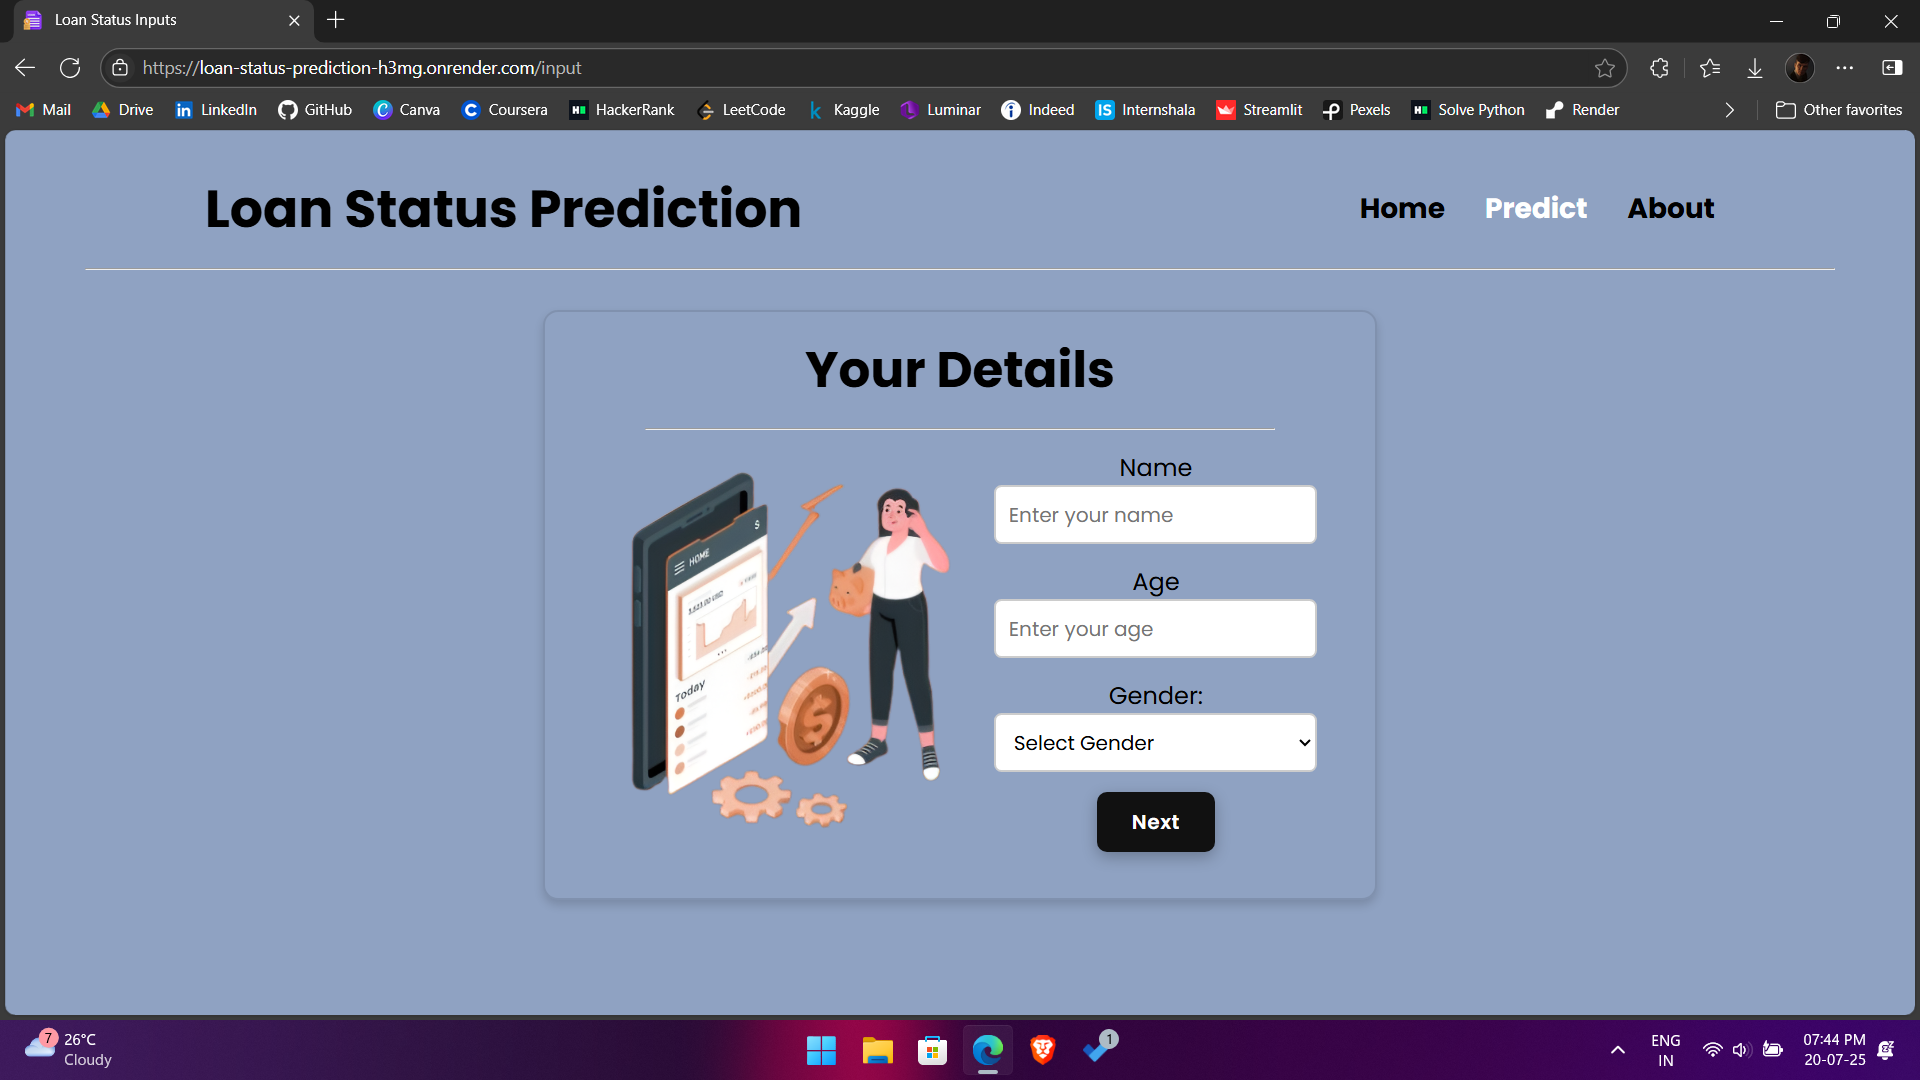 Loan Status Inputs
https://loan-status-prediction-h3mg.onrender.com/input
Mail Drive LinkedIn GitHub Canva Coursera HackerRank LeetCode Kaggle Luminar Indeed Internshala Streamlit Pexels Solve Python Render Other favorites
Loan Status Prediction
Home Predict About
Your Details
Name
Enter your name
Age
Enter your age
Gender:
Select Gender
Next
$
HOME
Today
7
26°C
Cloudy
1
ENG
IN
07:44 PM
20-07-25